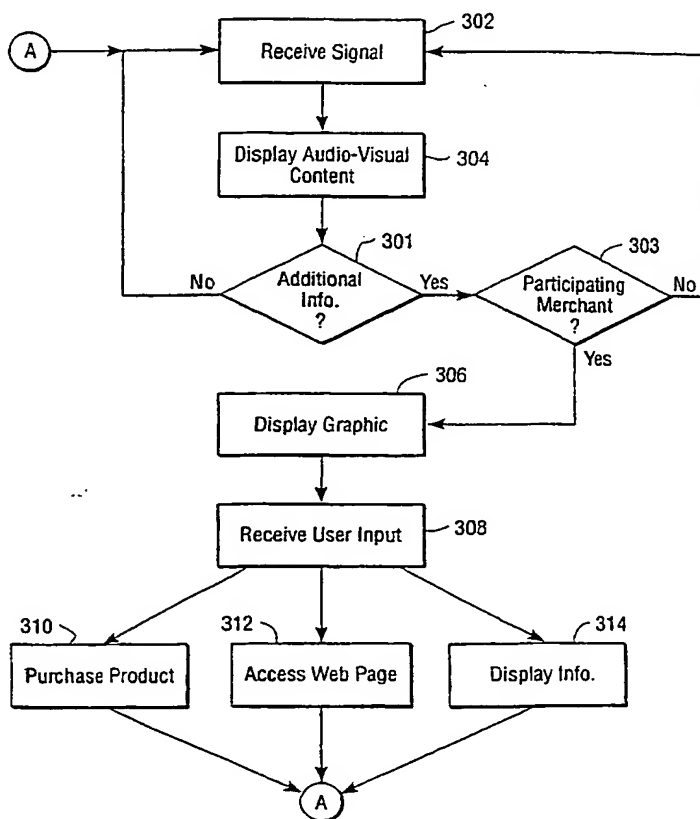 302
A
Receive Signal
Display Audio-Visual
Content
304
301
303
No
Additional
Info.
?
Yes
Participating
Merchant
?
No
Yes
306
Display Graphic
Receive User Input
308
310
312
314
Purchase Product
Access Web Page
Display Info.
A